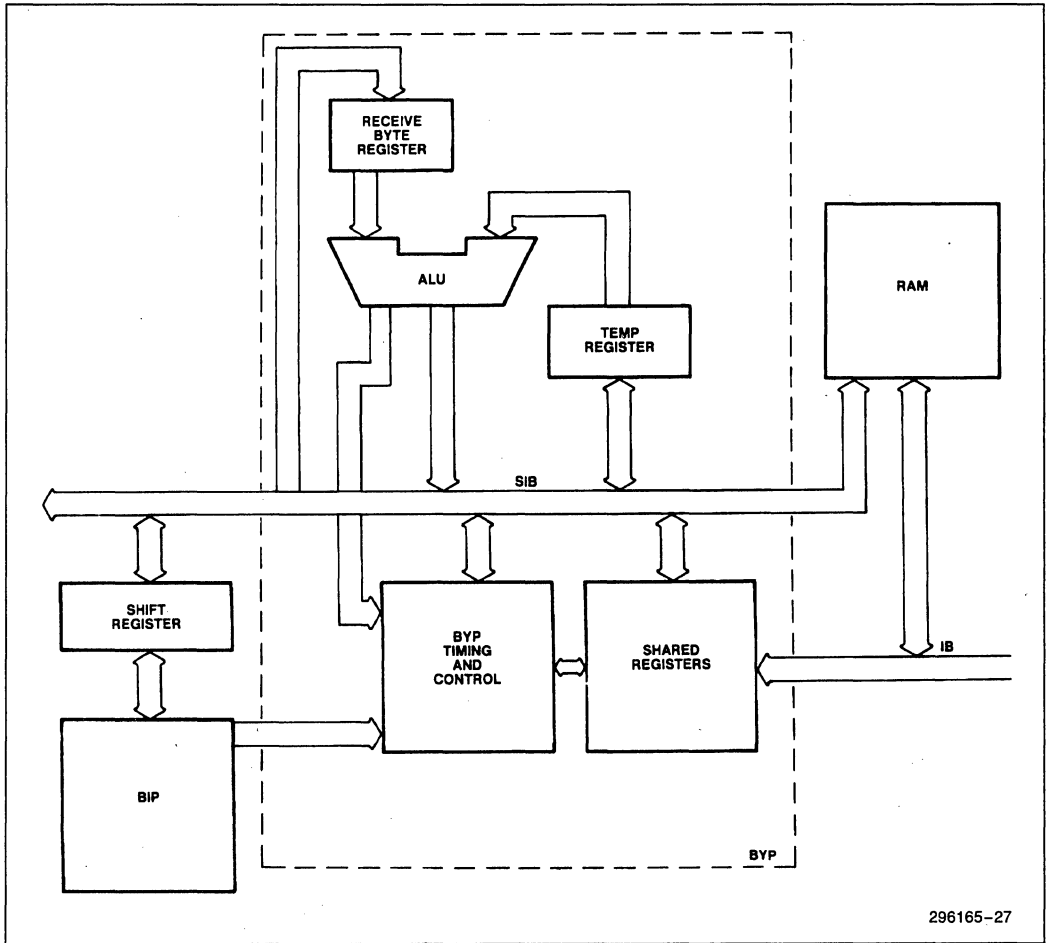 RECEIVE
BYTE
REGISTER
ALU
TEMP
REGISTER
RAM
SIB
SHIFT
REGISTER
BYP
TIMING
AND
CONTROL
SHARED
REGISTERS
IB
BIP
BYP
296165-27